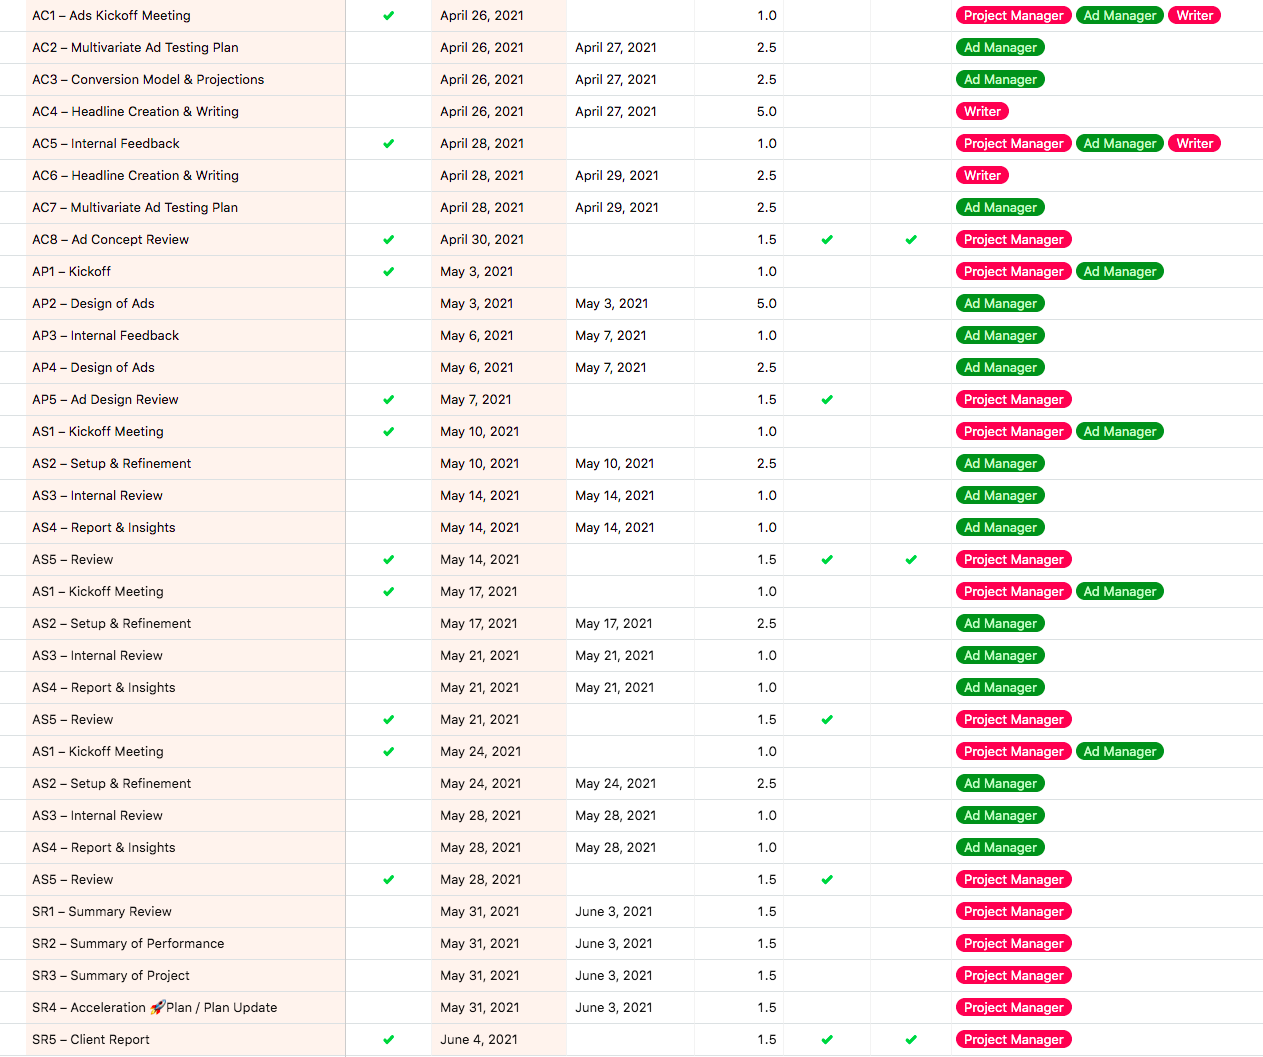 AC1 – Ads Kickoff Meeting ✔ April 26, 2021 1.0 Project Manager Ad Manager Writer
AC2 – Multivariate Ad Testing Plan April 26, 2021 April 27, 2021 2.5 Ad Manager
AC3 – Conversion Model & Projections April 26, 2021 April 27, 2021 2.5 Ad Manager
AC4 – Headline Creation & Writing April 26, 2021 April 27, 2021 5.0 Writer
AC5 – Internal Feedback ✔ April 28, 2021 1.0 Project Manager Ad Manager Writer
AC6 – Headline Creation & Writing April 28, 2021 April 29, 2021 2.5 Writer
AC7 – Multivariate Ad Testing Plan April 28, 2021 April 29, 2021 2.5 Ad Manager
AC8 – Ad Concept Review ✔ April 30, 2021 1.5 ✔ ✔ Project Manager
AP1 – Kickoff ✔ May 3, 2021 1.0 Project Manager Ad Manager
AP2 – Design of Ads May 3, 2021 May 3, 2021 5.0 Ad Manager
AP3 – Internal Feedback May 6, 2021 May 7, 2021 1.0 Ad Manager
AP4 – Design of Ads May 6, 2021 May 7, 2021 2.5 Ad Manager
AP5 – Ad Design Review ✔ May 7, 2021 1.5 ✔ Project Manager
AS1 – Kickoff Meeting ✔ May 10, 2021 1.0 Project Manager Ad Manager
AS2 – Setup & Refinement May 10, 2021 May 10, 2021 2.5 Ad Manager
AS3 – Internal Review May 14, 2021 May 14, 2021 1.0 Ad Manager
AS4 – Report & Insights May 14, 2021 May 14, 2021 1.0 Ad Manager
AS5 – Review ✔ May 14, 2021 1.5 ✔ ✔ Project Manager
AS1 – Kickoff Meeting ✔ May 17, 2021 1.0 Project Manager Ad Manager
AS2 – Setup & Refinement May 17, 2021 May 17, 2021 2.5 Ad Manager
AS3 – Internal Review May 21, 2021 May 21, 2021 1.0 Ad Manager
AS4 – Report & Insights May 21, 2021 May 21, 2021 1.0 Ad Manager
AS5 – Review ✔ May 21, 2021 1.5 ✔ Project Manager
AS1 – Kickoff Meeting ✔ May 24, 2021 1.0 Project Manager Ad Manager
AS2 – Setup & Refinement May 24, 2021 May 24, 2021 2.5 Ad Manager
AS3 – Internal Review May 28, 2021 May 28, 2021 1.0 Ad Manager
AS4 – Report & Insights May 28, 2021 May 28, 2021 1.0 Ad Manager
AS5 – Review ✔ May 28, 2021 1.5 ✔ Project Manager
SR1 – Summary Review May 31, 2021 June 3, 2021 1.5 Project Manager
SR2 – Summary of Performance May 31, 2021 June 3, 2021 1.5 Project Manager
SR3 – Summary of Project May 31, 2021 June 3, 2021 1.5 Project Manager
SR4 – Acceleration 🚀Plan / Plan Update May 31, 2021 June 3, 2021 1.5 Project Manager
SR5 – Client Report ✔ June 4, 2021 1.5 ✔ ✔ Project Manager